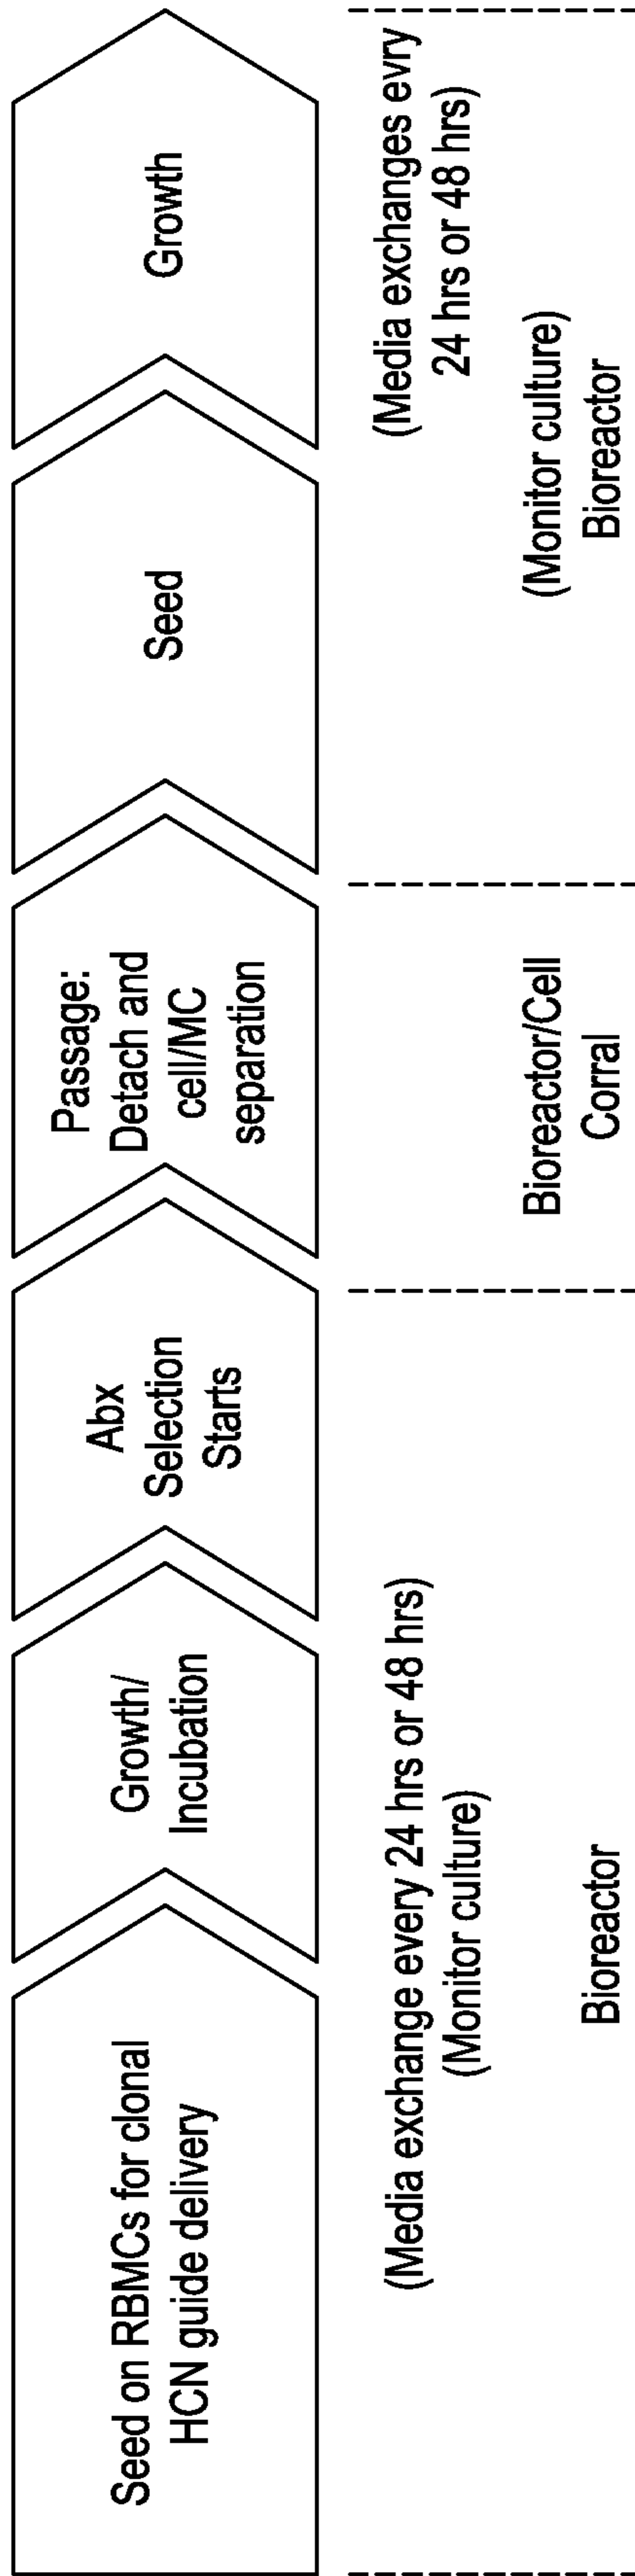 Seed on RBMCs for clonal
HCN guide delivery
Growth/
Incubation
Abx
Selection
Starts
Passage:
Detach and
cell/MC
separation
Seed
Growth
(Media exchange every 24 hrs or 48 hrs)
(Monitor culture)
Bioreactor
Bioreactor/Cell
Corral
(Media exchanges evry
24 hrs or 48 hrs)
(Monitor culture)
Bioreactor